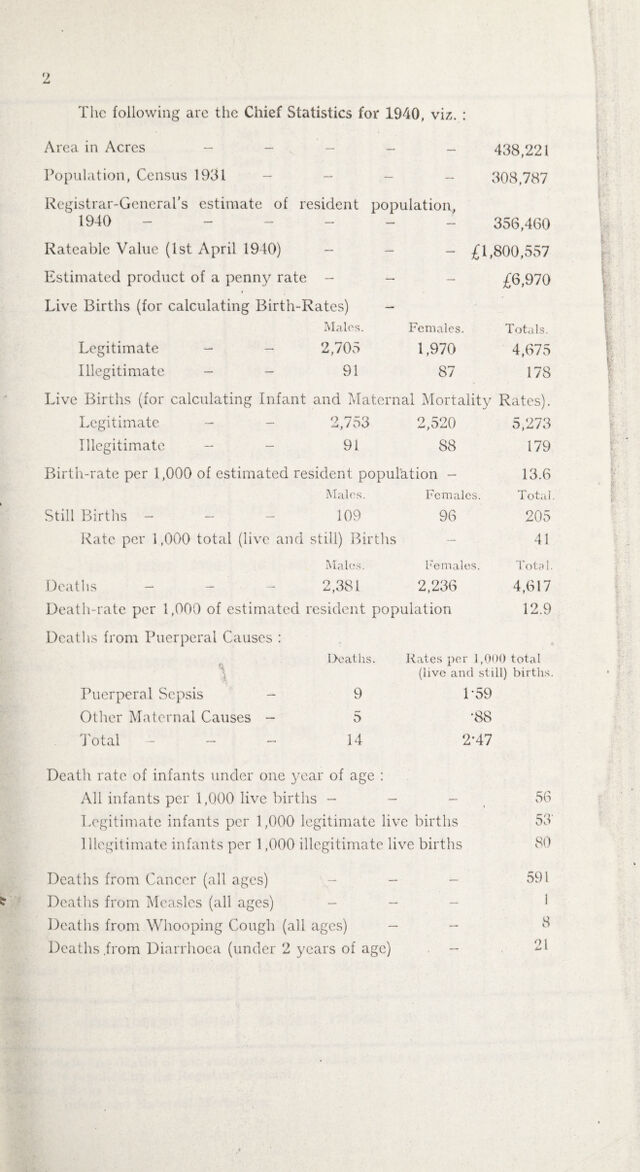 2
The following are the Chief Statistics for 1940, viz. :
Area in Acres – – – – – 438,221
Population, Census 1931 – – – – 308,787
Registrar-General's estimate of resident population,
1940 – – – – – – 356,460
Rateable Value (1st April 1940) – – – £1,800,557
Estimated product of a penny rate – – – £6,970
Live Births (for calculating Birth-Rates) –
Males. Females. Totals.
Legitimate – – 2,705 1,970 4,675
Illegitimate – – 91 87 178
Live Births (for calculating Infant and Maternal Mortality Rates).
Legitimate – – 2,753 2,520 5,273
Illegitimate – – 91 88 179
Birth-rate per 1,000 of estimated resident population – 13.6
Males. Females. Total.
Still Births – – – 109 96 205
Rate per 1,000 total (live and still) Births – 41
Males. Females. Total.
Deaths – – – 2,381 2,236 4,617
Death-rate per 1,000 of estimated resident population 12.9
Deaths from Puerperal Causes :
Deaths. Rates per 1,000 total
(live and still) births.
Puerperal Sepsis – 9 1·59
Other Maternal Causes – 5 ·88
Total – – – 14 2·47
Death rate of infants under one year of age :
All infants per 1,000 live births – – – 56
Legitimate infants per 1,000 legitimate live births 53
Illegitimate infants per 1,000 illegitimate live births 80
Deaths from Cancer (all ages) – – – 591
Deaths from Measles (all ages) – – – 1
Deaths from Whooping Cough (all ages) – – 8
Deaths from Diarrhoea (under 2 years of age) – 21